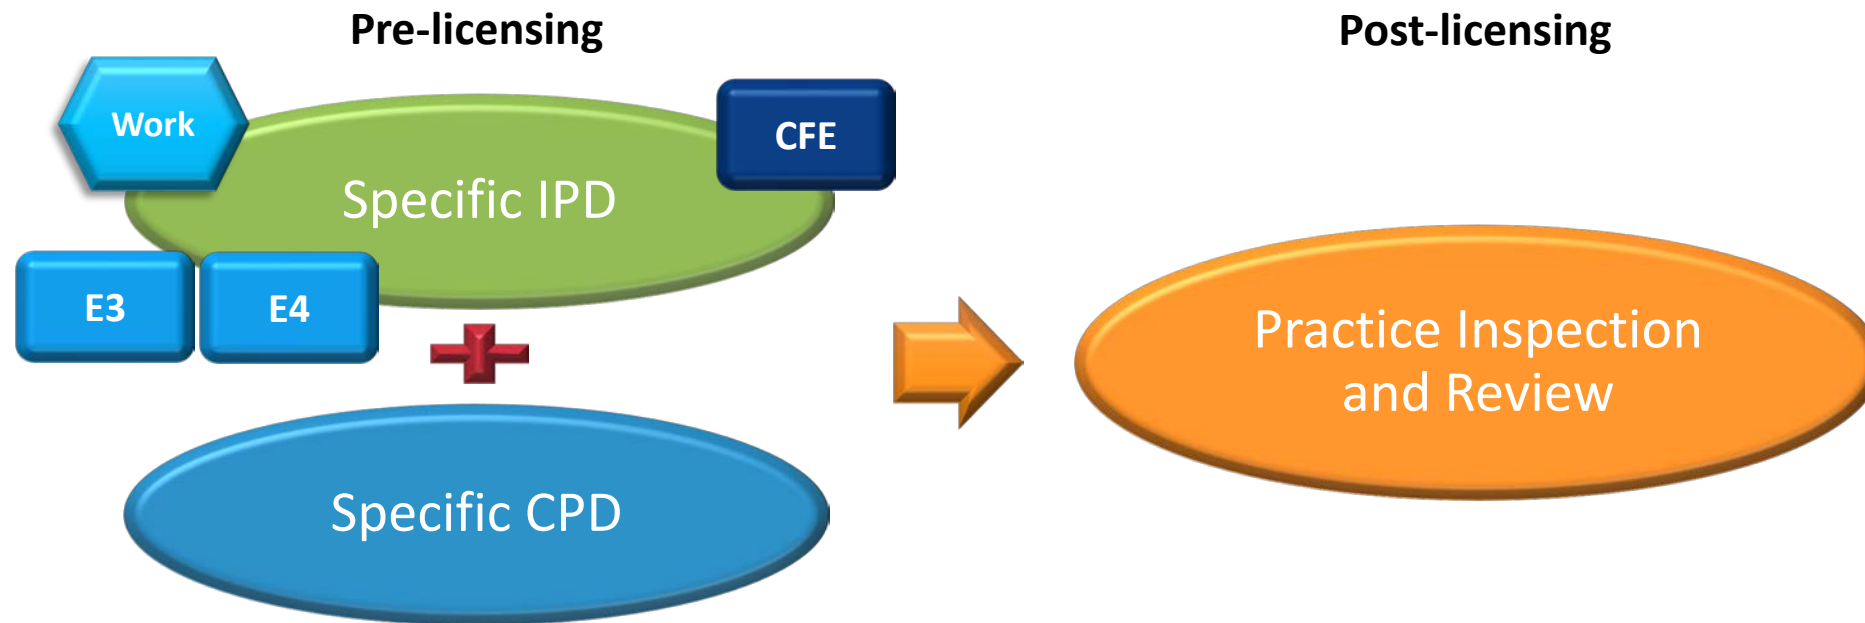 Pre-licensing
Post-licensing
Work
CFE
Specific IPD
E3
E4
Practice Inspection
and Review
Specific CPD